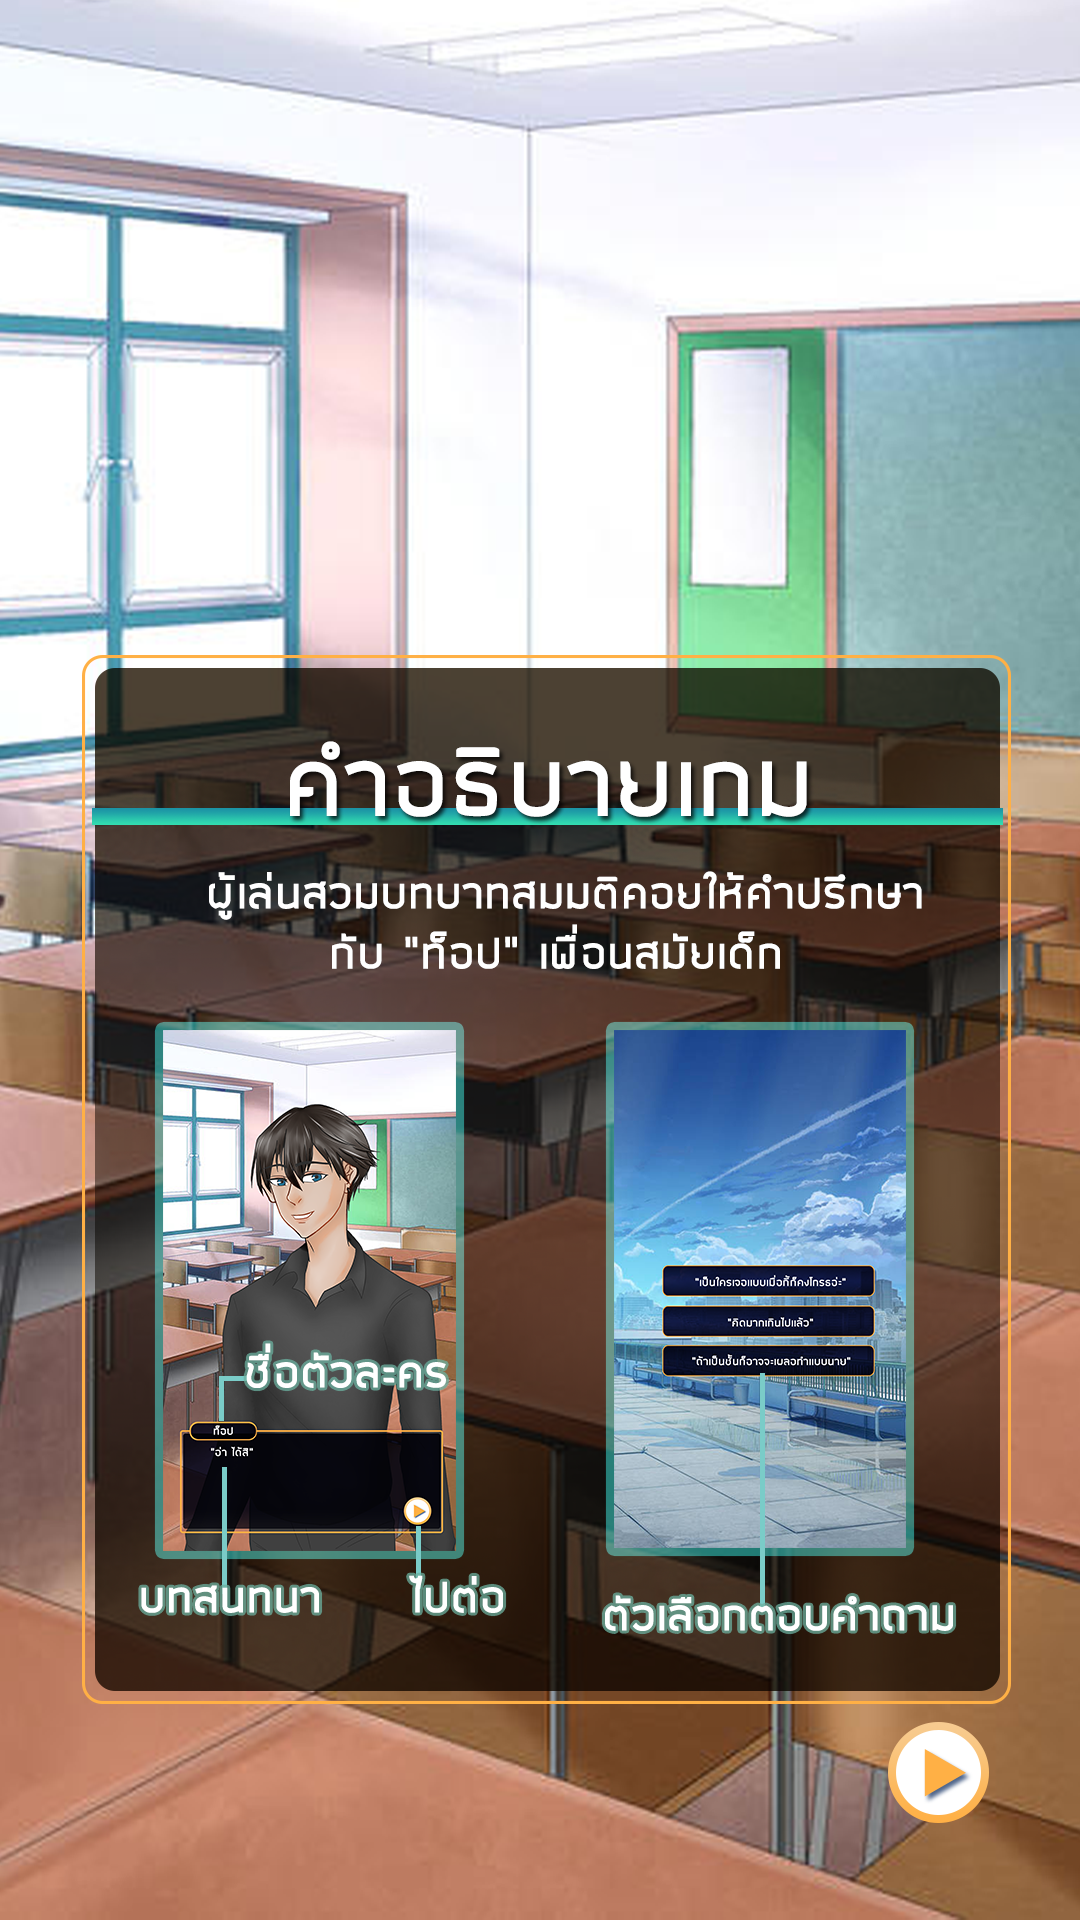 คำอธิบายเกม
ผู้เล่นสวมบทบาทสมมติคอยให้คำปรึกษา
กับ "ท็อป" เพื่อนสมัยเด็ก
ชื่อตัวละคร
ท็อป
"อ่า ได้สิ"
บทสนทนา
ไปต่อ
"เป็นใครเจอแบบเมื่อกี้ก็คงโกรธอ่ะ"
"คิดมากเกินไปแล้ว"
"ถ้าเป็นชั้นก็อาจจะเผลอทำแบบนาย"
ตัวเลือกตอบคำถาม